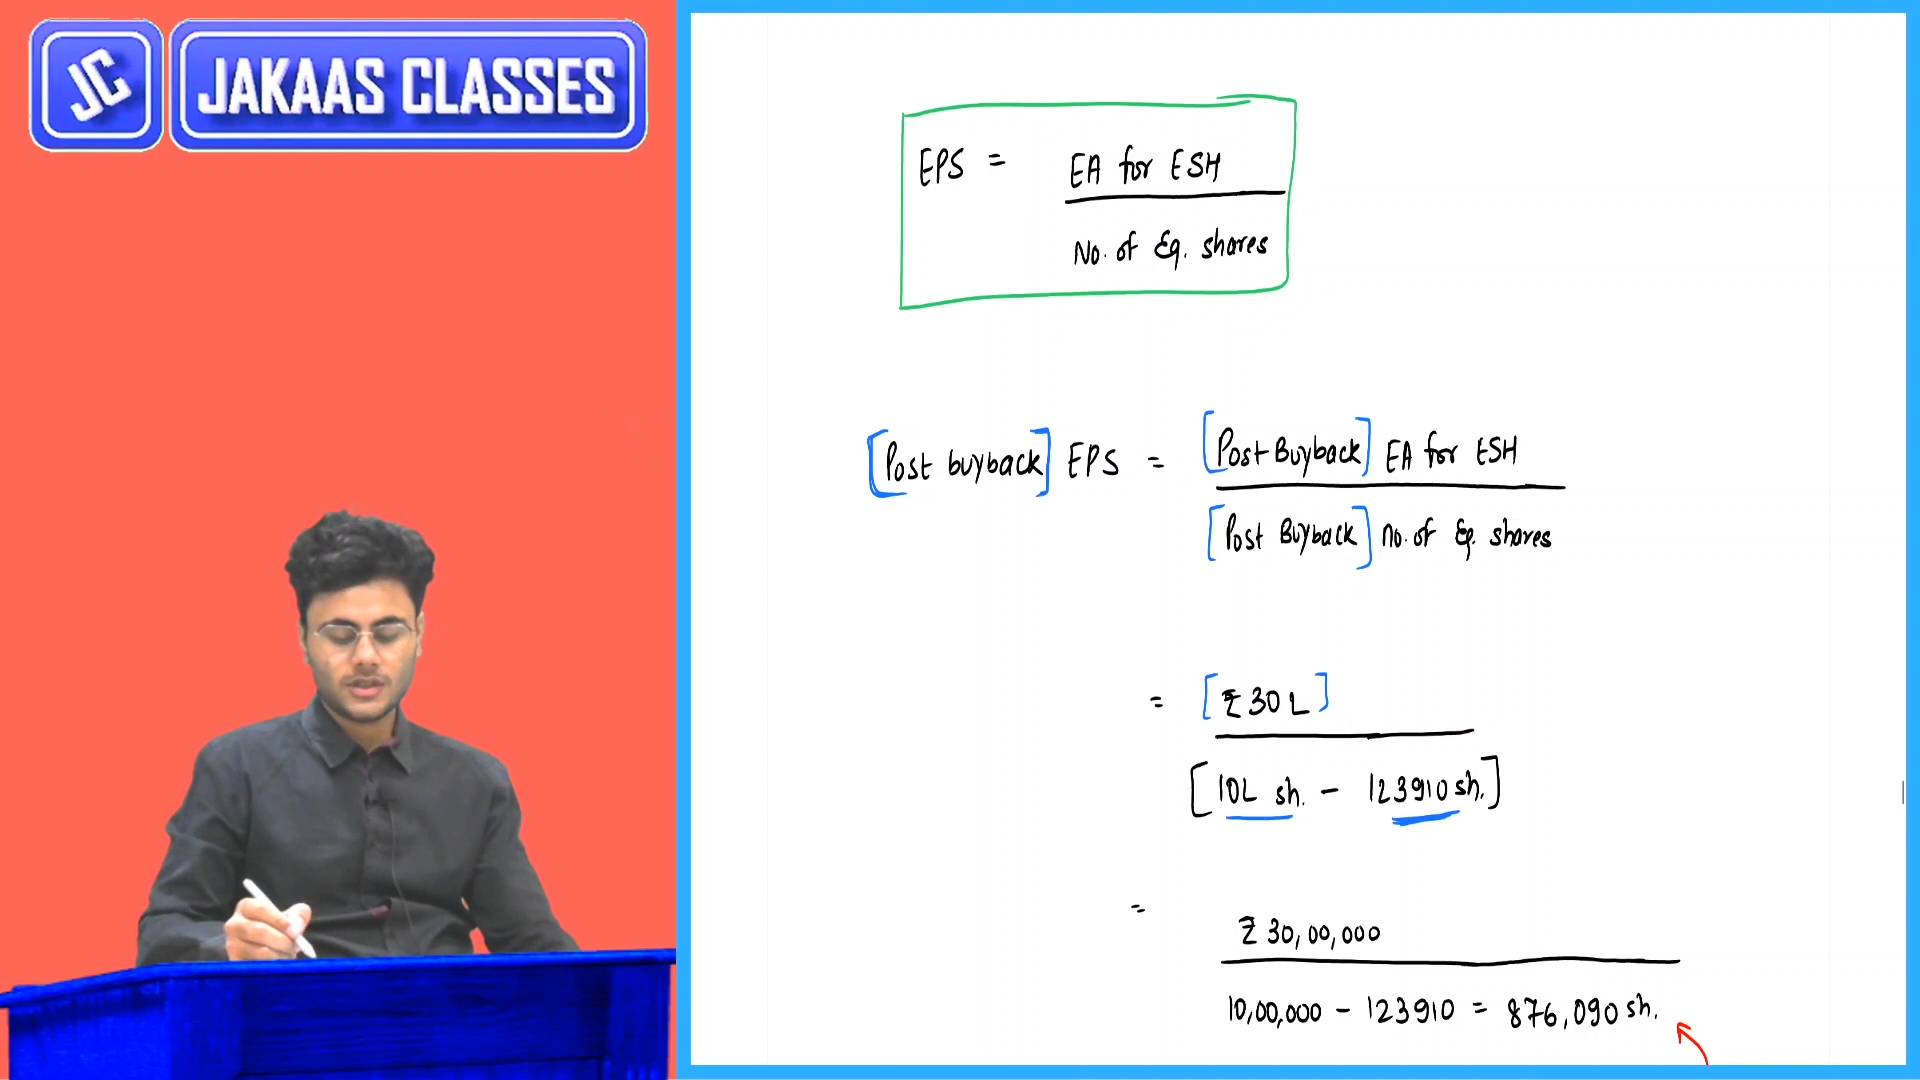 JC JAKAAS CLASSES
EPS = EA for ESH
No. of Eq. shares
[Post buyback] EPS = [Post Buyback] EA for ESH
[Post Buyback] no. of Eq. shares
= [₹ 30 L]
[10L sh. - 123910 sh.]
=
₹ 30,00,000
10,00,000 - 123910 = 876,090 sh.